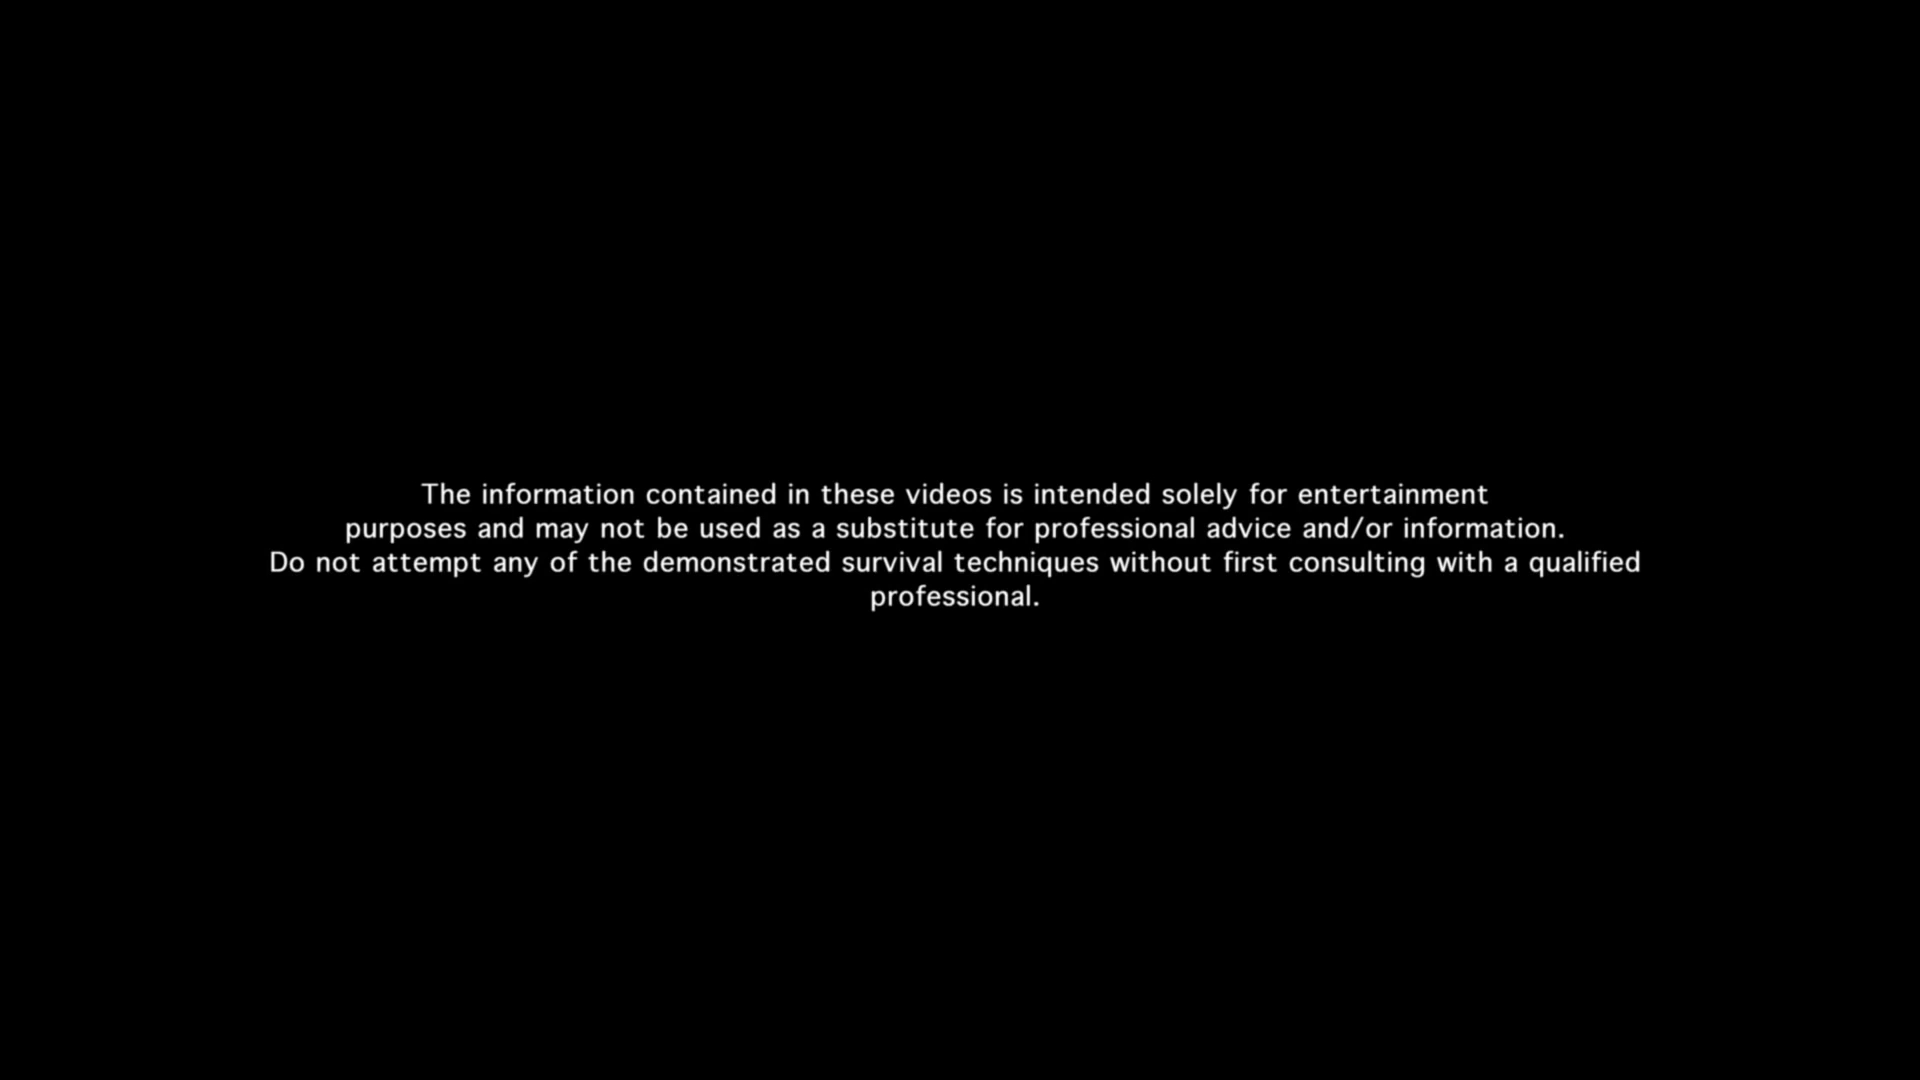 The information contained in these videos is intended solely for entertainment
purposes and may not be used as a substitute for professional advice and/or information.
Do not attempt any of the demonstrated survival techniques without first consulting with a qualified
professional.